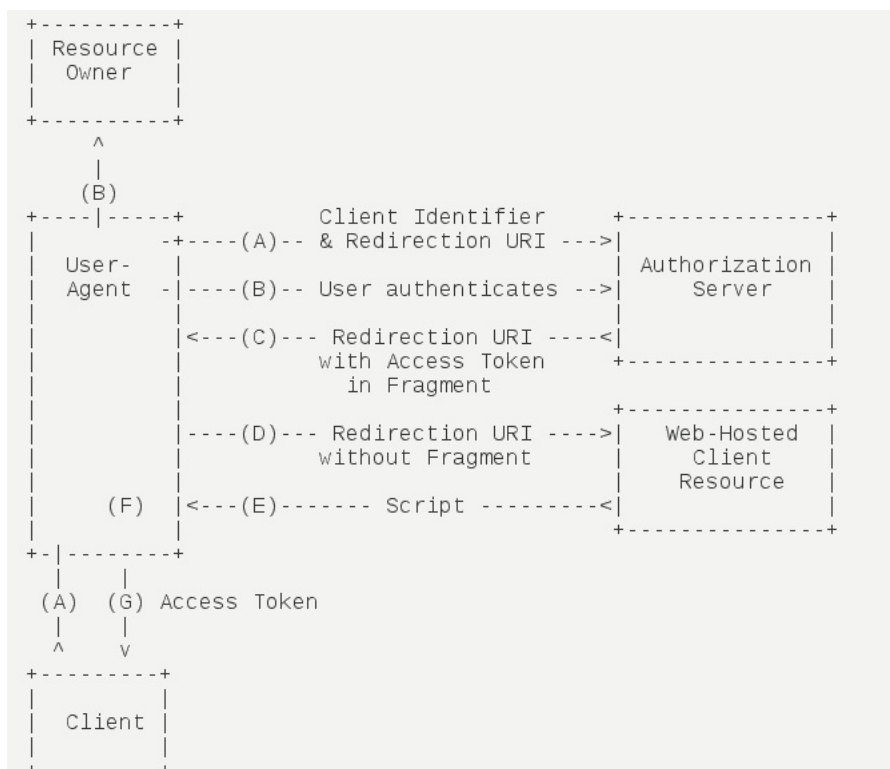 +----------+
| Resource |
|  Owner   |
|          |
+----------+
     ^
     |
    (B)
+----|-----+          Client Identifier     +---------------+
|         -+----(A)-- & Redirection URI --->|               |
|  User-   |                                | Authorization |
|  Agent  -|----(B)-- User authenticates -->|     Server    |
|          |                                |               |
|          |<---(C)--- Redirection URI ----<|               |
|          |          with Access Token     +---------------+
|          |            in Fragment
|          |                                +---------------+
|          |----(D)--- Redirection URI ---->|   Web-Hosted  |
|          |          without Fragment      |     Client    |
|          |                                |    Resource   |
|     (F)  |<---(E)------- Script ---------<|               |
|          |                                +---------------+
+-|--------+
  |    |
 (A)  (G) Access Token
  |    |
  ^    v
+---------+
|         |
|  Client |
|         |
+---------+